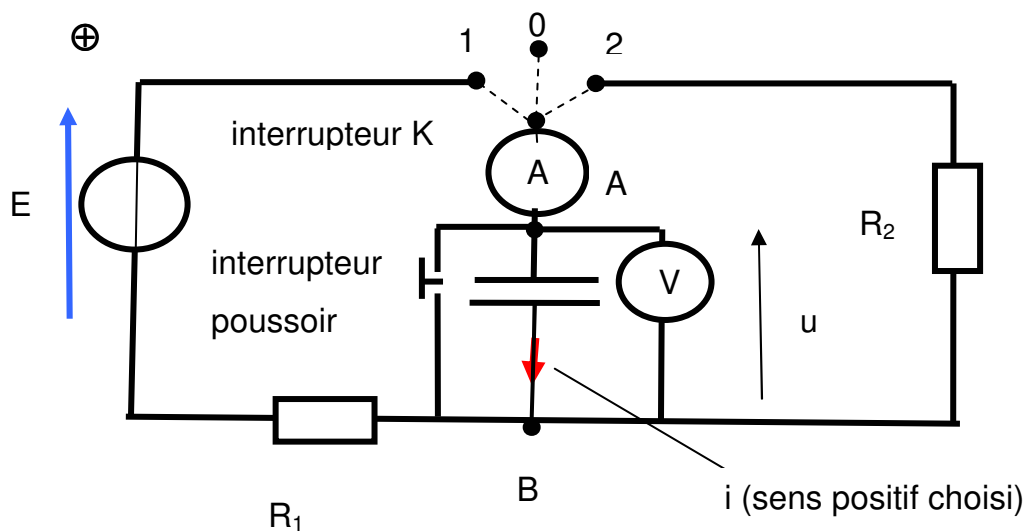 ⊕
0
1
2
interrupteur K
A
A
E
R2
interrupteur
poussoir
V
u
B
i (sens positif choisi)
R1